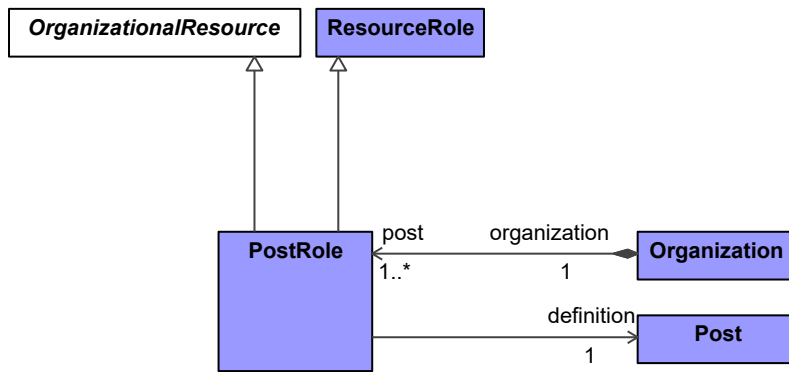 OrganizationalResource
ResourceRole
PostRole
post
organization
Organization
1..*
1
definition
Post
1